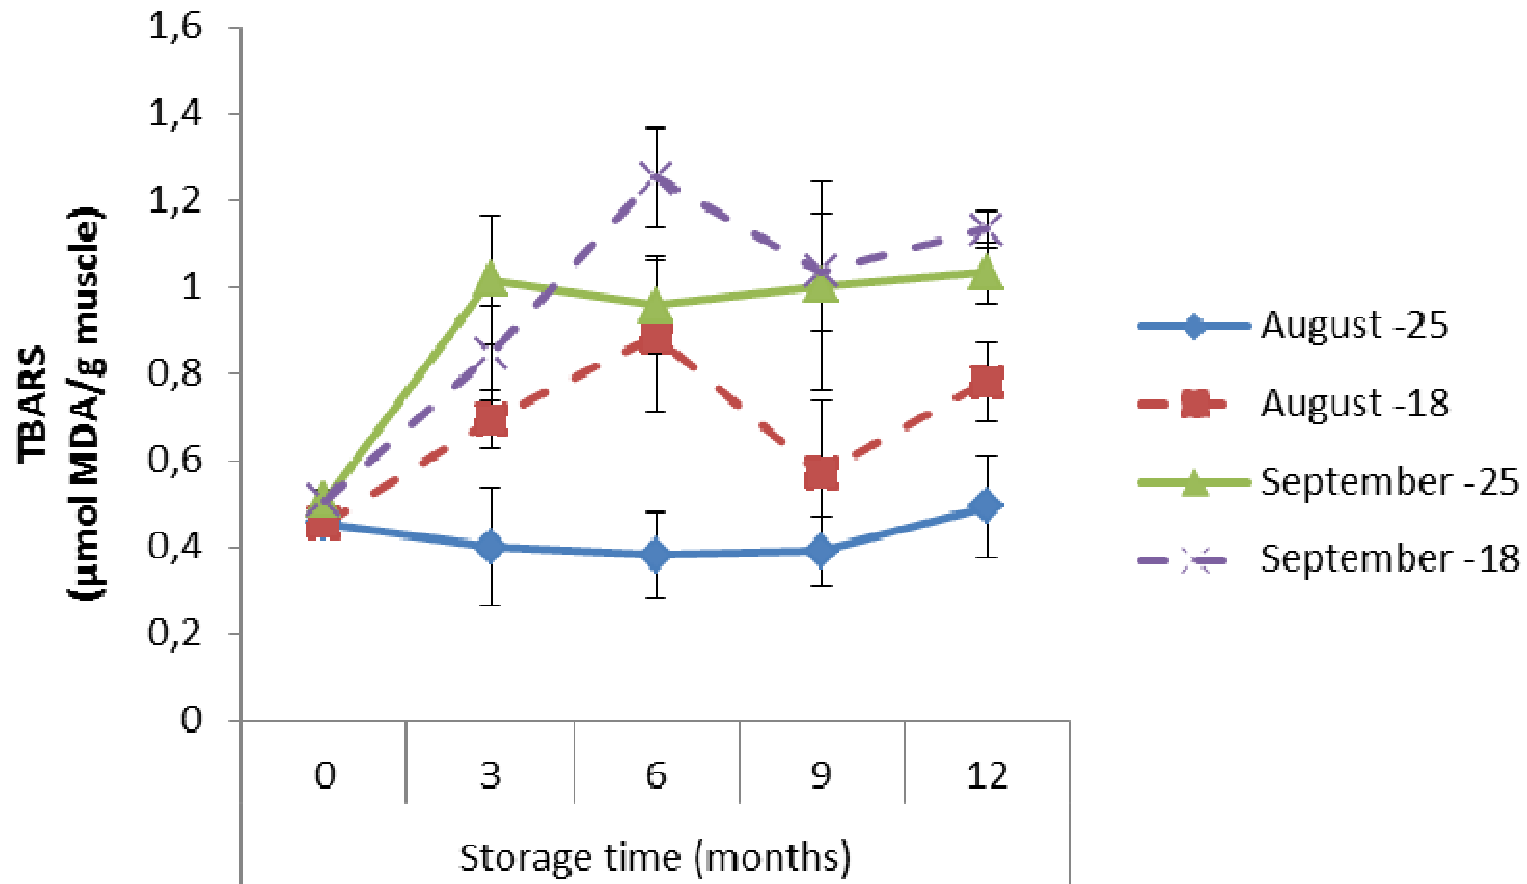 1,6
1,4
1,2
1
0,8
0,6
0,4
0,2
0
TBARS
(µmol MDA/g muscle)
0 3 6 9 12
Storage time (months)
August -25
August -18
September -25
September -18